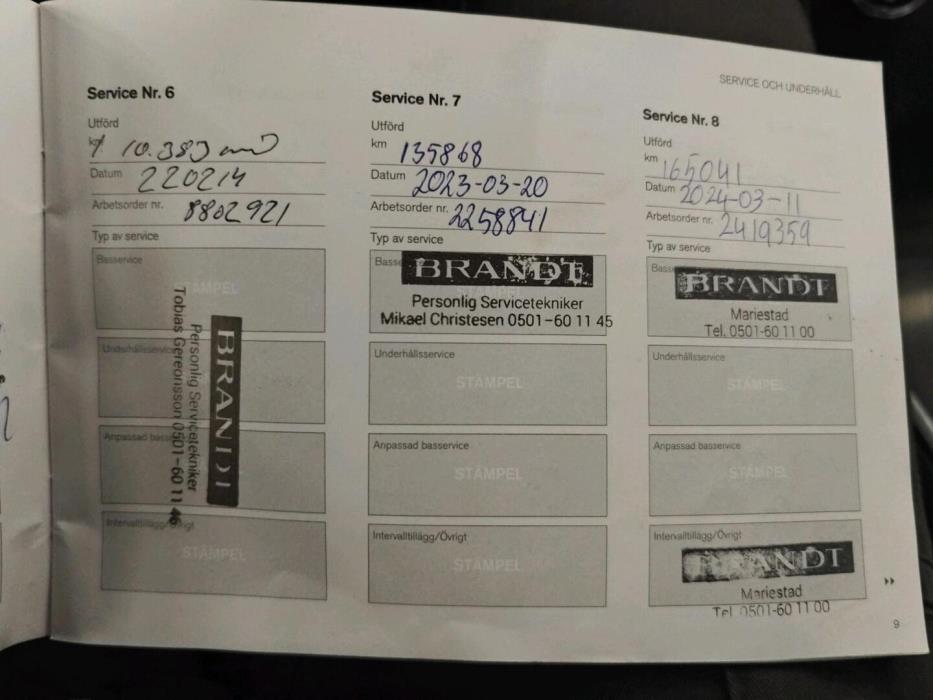 SERVICE OCH UNDERHÅLL
Service Nr. 6
Utförd
km
Datum 220214
Arbetsorder nr. 8802921
Typ av service
Basservice
STÄMPEL
Underhållsservice
Anpassad basservice
Intervalltillägg/Övrigt
STÄMPEL
BRANDT
Personlig Servicetekniker
Tobias Gereonsson 0501-60 11 46
Service Nr. 7
Utförd
km 135868
Datum 2023-03-20
Arbetsorder nr. 2258841
Typ av service
BRANDT
STÄMPEL
Personlig Servicetekniker
Mikael Christesen 0501-60 11 45
Underhållsservice
STÄMPEL
Anpassad basservice
STÄMPEL
Intervalltillägg/Övrigt
STÄMPEL
Service Nr. 8
Utförd
km 165041
Datum 2024-03-11
Arbetsorder nr. 2419359
Typ av service
BRANDT
Mariestad
Tel. 0501-60 11 00
Underhållsservice
STÄMPEL
Anpassad basservice
STÄMPEL
Intervalltillägg/Övrigt
BRANDT
Mariestad
Tel 0501-60 11 00
9